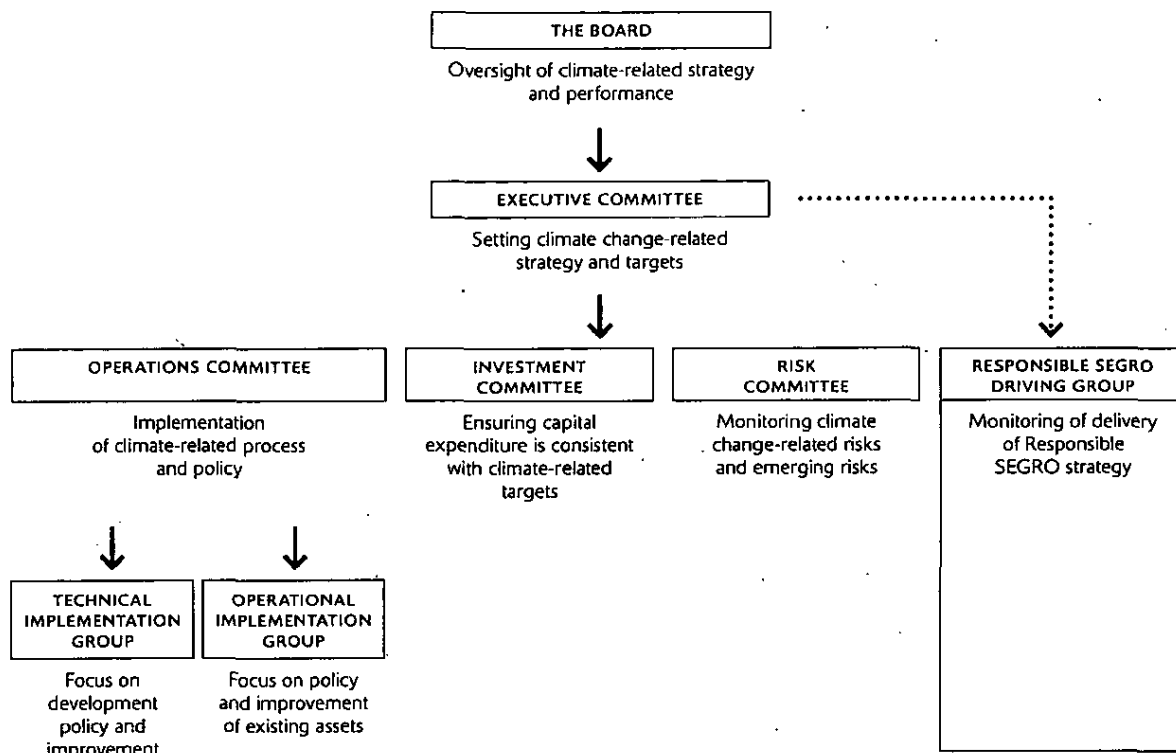 THE BOARD
Oversight of climate-related strategy
and performance
EXECUTIVE COMMITTEE
Setting climate change-related
strategy and targets
OPERATIONS COMMITTEE
Implementation
of climate-related process
and policy
INVESTMENT
COMMITTEE
Ensuring capital
expenditure is consistent
with climate-related
targets
RISK
COMMITTEE
Monitoring climate
change-related risks
and emerging risks
RESPONSIBLE SEGRO
DRIVING GROUP
Monitoring of delivery
of Responsible
SEGRO strategy
TECHNICAL
IMPLEMENTATION
GROUP
Focus on
development
policy and
improvement
OPERATIONAL
IMPLEMENTATION
GROUP
Focus on policy
and improvement
of existing assets